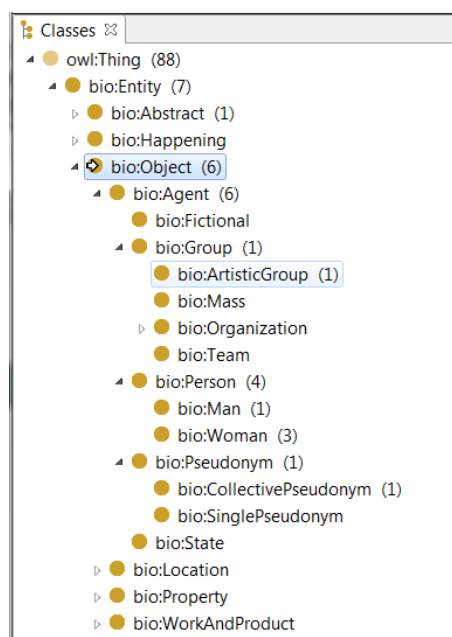 Classes
owl:Thing (88)
bio:Entity (7)
bio:Abstract (1)
bio:Happening
bio:Object (6)
bio:Agent (6)
bio:Fictional
bio:Group (1)
bio:ArtisticGroup (1)
bio:Mass
bio:Organization
bio:Team
bio:Person (4)
bio:Man (1)
bio:Woman (3)
bio:Pseudonym (1)
bio:CollectivePseudonym (1)
bio:SinglePseudonym
bio:State
bio:Location
bio:Property
bio:WorkAndProduct